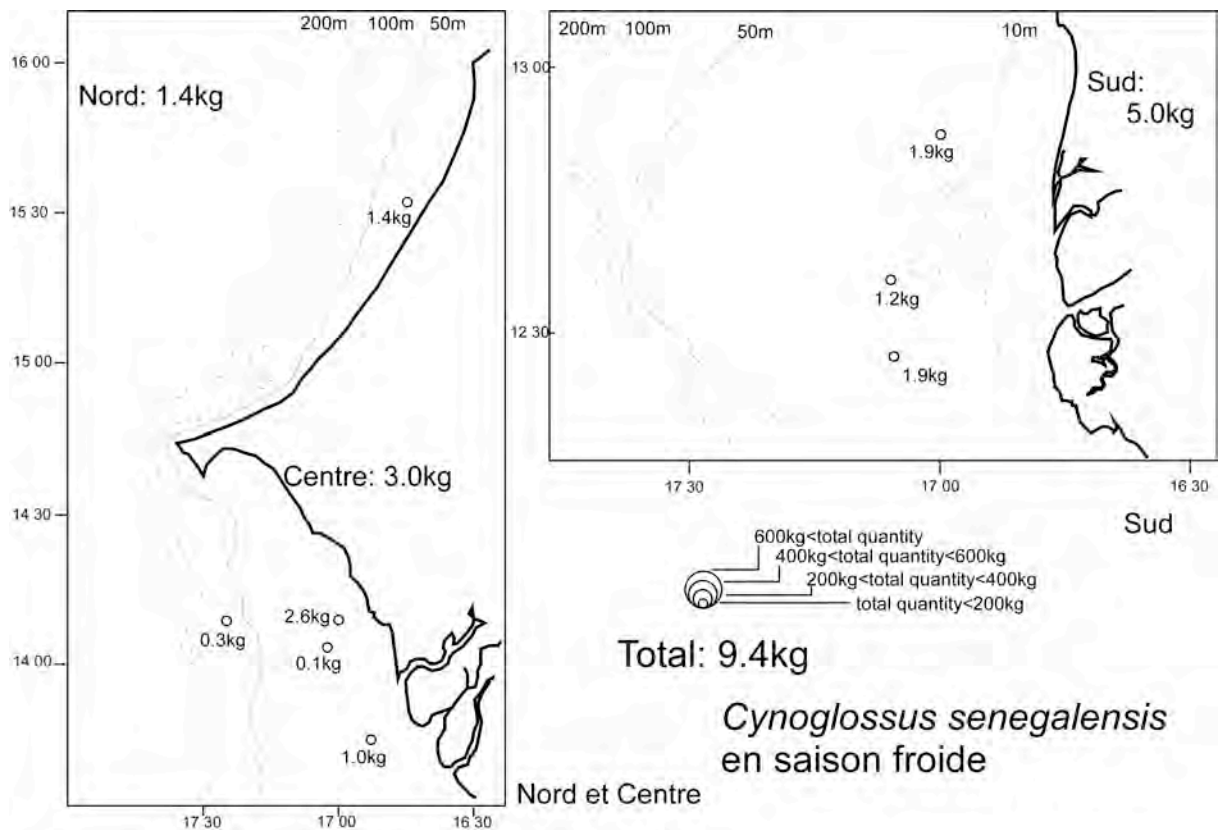 200m 100m 50m
16 00
Nord: 1.4kg
1.4kg
15 30
15 00
Centre: 3.0kg
14 30
2.6kg
0.3kg
0.1kg
14 00
1.0kg
17 30 17 00 16 30
Nord et Centre
200m 100m 50m 10m
13 00
Sud:
5.0kg
1.9kg
1.2kg
12 30
1.9kg
17 30 17 00 16 30
Sud
600kg<total quantity
400kg<total quantity<600kg
200kg<total quantity<400kg
total quantity<200kg
Total: 9.4kg
Cynoglossus senegalensis
en saison froide